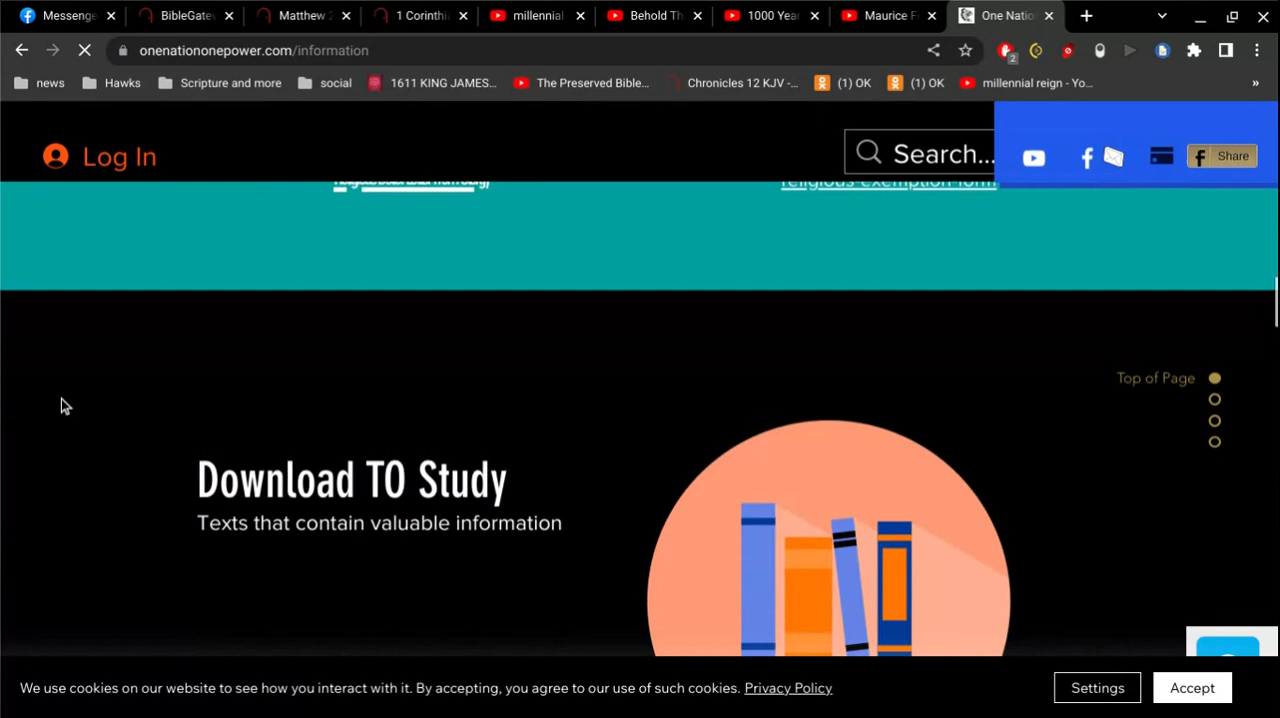 Messenge
BibleGatev
Matthew 2
1 Corinthi
millennial
Behold Th
1000 Year
Maurice F
One Natio
onenationonepower.com/information
2
news
Hawks
Scripture and more
social
1611 KING JAMES...
The Preserved Bible...
Chronicles 12 KJV -...
(1) OK
(1) OK
millennial reign - Yo...
»
Log In
Search...
Share
religious-exemption-form
Top of Page
Download TO Study
Texts that contain valuable information
We use cookies on our website to see how you interact with it. By accepting, you agree to our use of such cookies. Privacy Policy
Settings
Accept